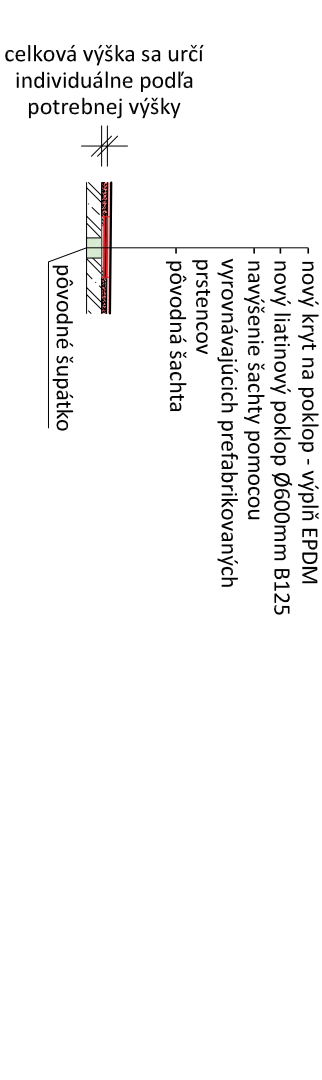 celková výška sa určí
individuálne podľa
potrebnej výšky
nový kryt na poklop - výplň EPDM
nový liatinový poklop Ø600mm B125
navýšenie šachty pomocou
vyrovnávajúcich prefabrikovaných
prstencov
pôvodná šachta
pôvodné šupátko